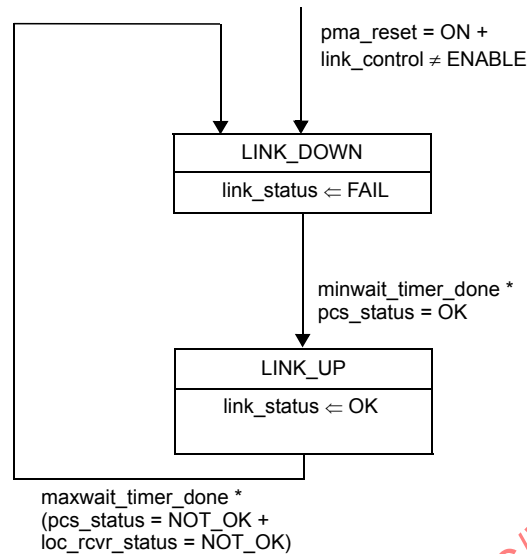 pma_reset = ON +
link_control ≠ ENABLE
LINK_DOWN
link_status ⇐ FAIL
minwait_timer_done *
pcs_status = OK
LINK_UP
link_status ⇐ OK
maxwait_timer_done *
(pcs_status = NOT_OK +
loc_rcvr_status = NOT_OK)